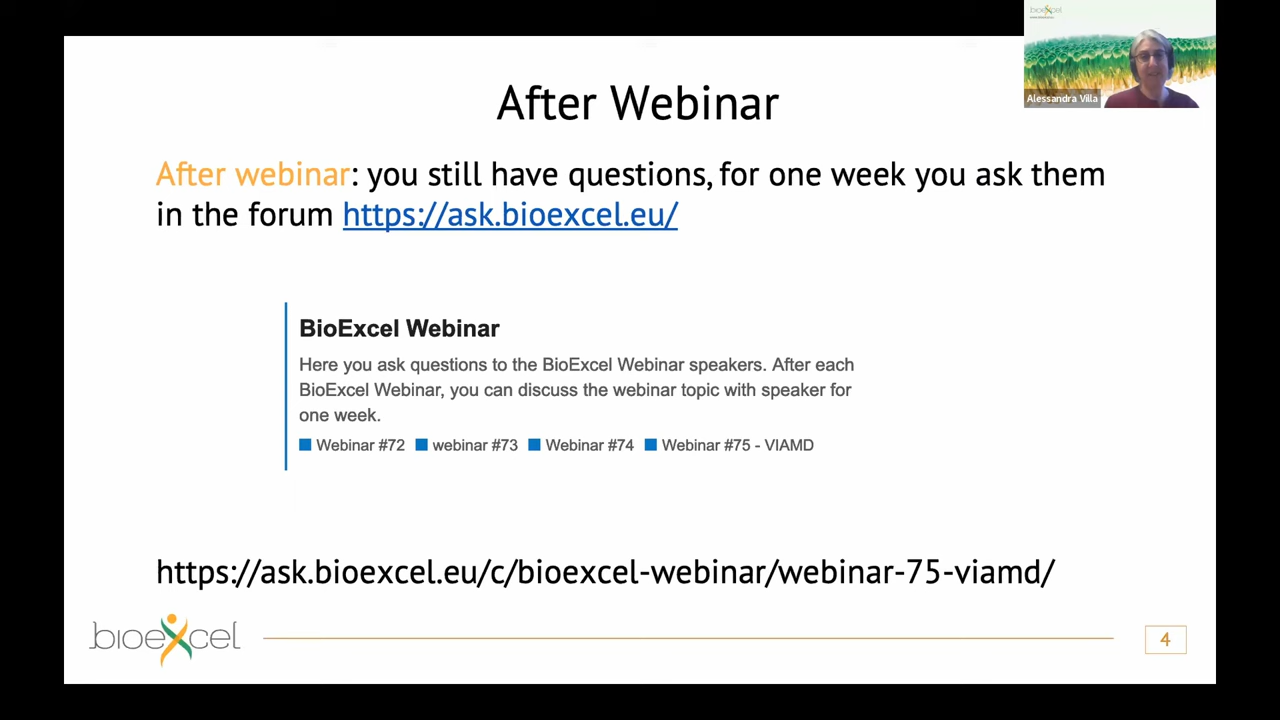 bioexcel
Alessandra Villa
After Webinar
After webinar: you still have questions, for one week you ask them
in the forum https://ask.bioexcel.eu/
BioExcel Webinar
Here you ask questions to the BioExcel Webinar speakers. After each
BioExcel Webinar, you can discuss the webinar topic with speaker for
one week.
Webinar #72 webinar #73 Webinar #74 Webinar #75 - VIAMD
https://ask.bioexcel.eu/c/bioexcel-webinar/webinar-75-viamd/
bioexcel
4